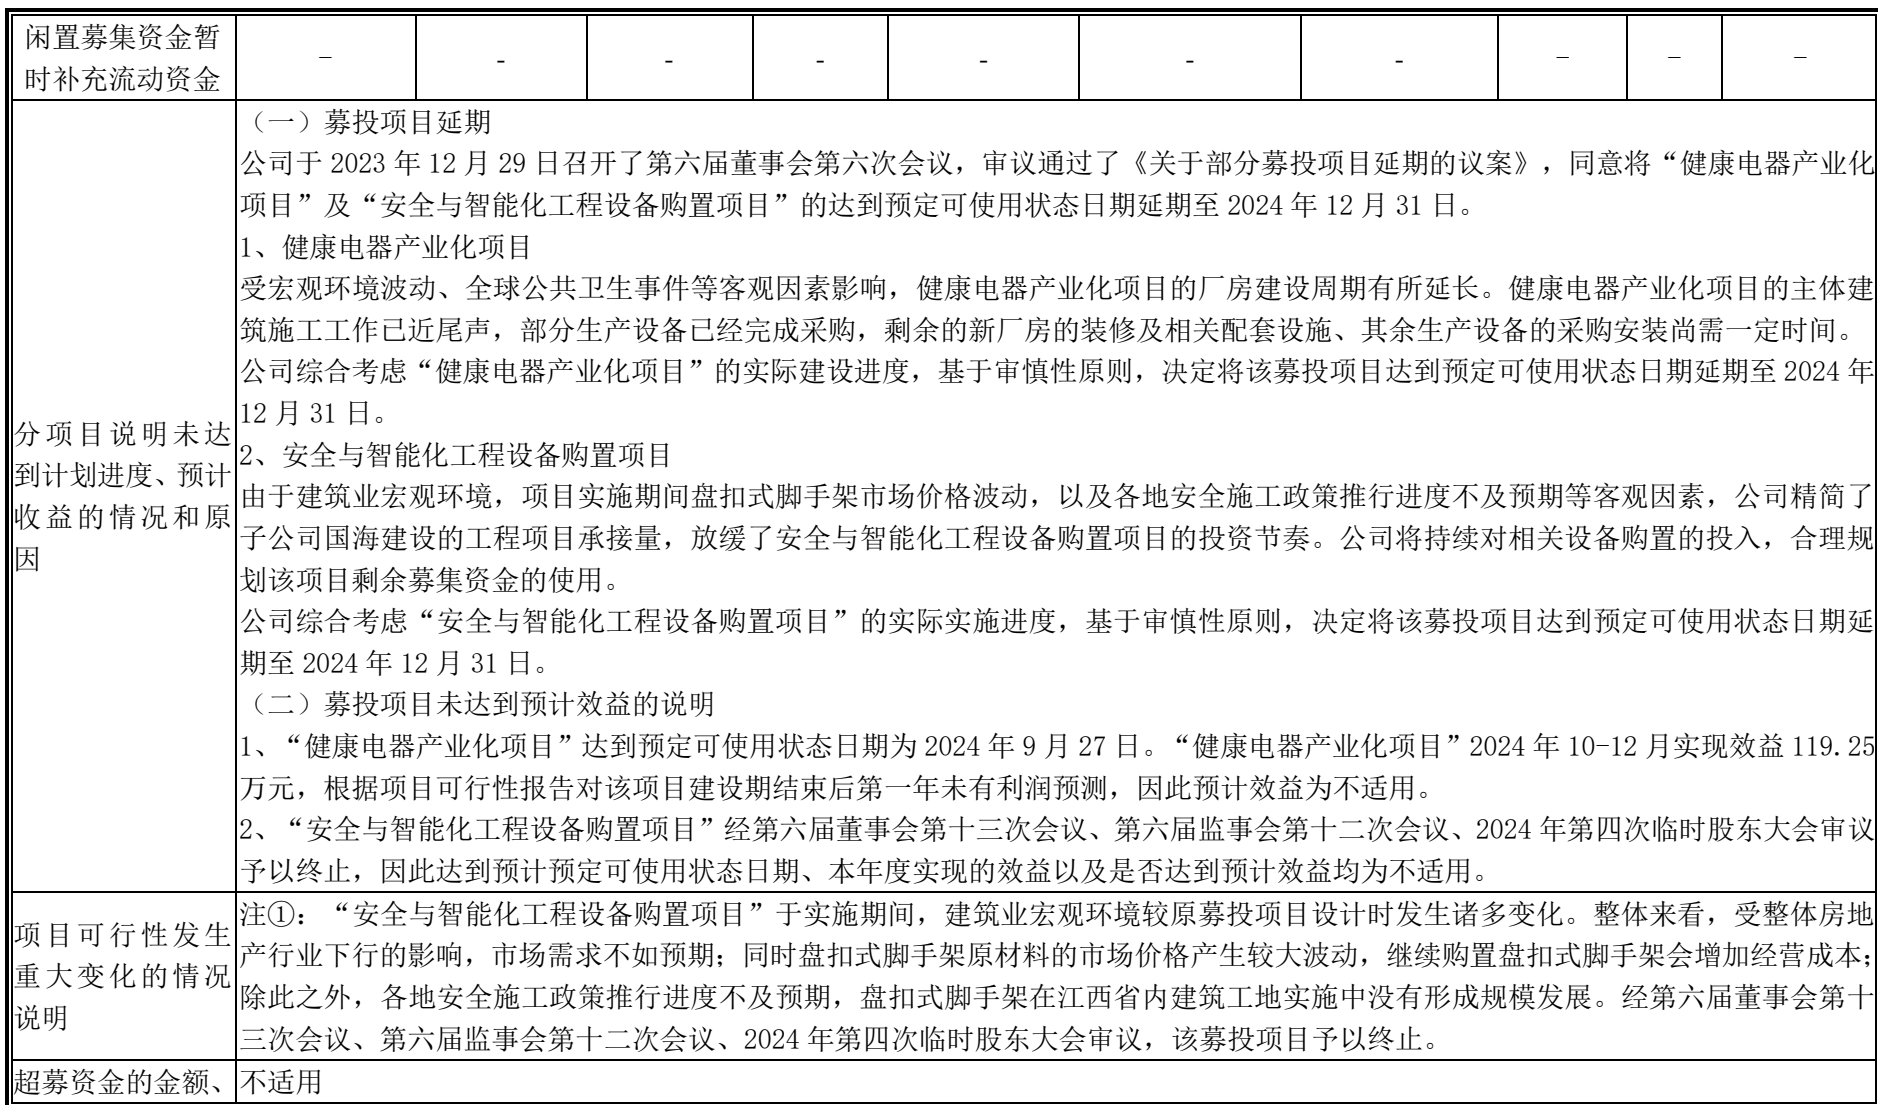 闲置募集资金暂
时补充流动资金
– - - - - - - – – –
分项目说明未达
到计划进度、预计
收益的情况和原
因
（一）募投项目延期
公司于 2023 年 12 月 29 日召开了第六届董事会第六次会议，审议通过了《关于部分募投项目延期的议案》，同意将“健康电器产业化
项目”及“安全与智能化工程设备购置项目”的达到预定可使用状态日期延期至 2024 年 12 月 31 日。
1、健康电器产业化项目
受宏观环境波动、全球公共卫生事件等客观因素影响，健康电器产业化项目的厂房建设周期有所延长。健康电器产业化项目的主体建
筑施工工作已近尾声，部分生产设备已经完成采购，剩余的新厂房的装修及相关配套设施、其余生产设备的采购安装尚需一定时间。
公司综合考虑“健康电器产业化项目”的实际建设进度，基于审慎性原则，决定将该募投项目达到预定可使用状态日期延期至 2024 年
12 月 31 日。
2、安全与智能化工程设备购置项目
由于建筑业宏观环境，项目实施期间盘扣式脚手架市场价格波动，以及各地安全施工政策推行进度不及预期等客观因素，公司精简了
子公司国海建设的工程项目承接量，放缓了安全与智能化工程设备购置项目的投资节奏。公司将持续对相关设备购置的投入，合理规
划该项目剩余募集资金的使用。
公司综合考虑“安全与智能化工程设备购置项目”的实际实施进度，基于审慎性原则，决定将该募投项目达到预定可使用状态日期延
期至 2024 年 12 月 31 日。
（二）募投项目未达到预计效益的说明
1、“健康电器产业化项目”达到预定可使用状态日期为 2024 年 9 月 27 日。“健康电器产业化项目”2024 年 10-12 月实现效益 119.25
万元，根据项目可行性报告对该项目建设期结束后第一年未有利润预测，因此预计效益为不适用。
2、“安全与智能化工程设备购置项目”经第六届董事会第十三次会议、第六届监事会第十二次会议、2024 年第四次临时股东大会审议
予以终止，因此达到预计预定可使用状态日期、本年度实现的效益以及是否达到预计效益均为不适用。
项目可行性发生
重大变化的情况
说明
注①：“安全与智能化工程设备购置项目”于实施期间，建筑业宏观环境较原募投项目设计时发生诸多变化。整体来看，受整体房地
产行业下行的影响，市场需求不如预期；同时盘扣式脚手架原材料的市场价格产生较大波动，继续购置盘扣式脚手架会增加经营成本；
除此之外，各地安全施工政策推行进度不及预期，盘扣式脚手架在江西省内建筑工地实施中没有形成规模发展。经第六届董事会第十
三次会议、第六届监事会第十二次会议、2024 年第四次临时股东大会审议，该募投项目予以终止。
超募资金的金额、
不适用